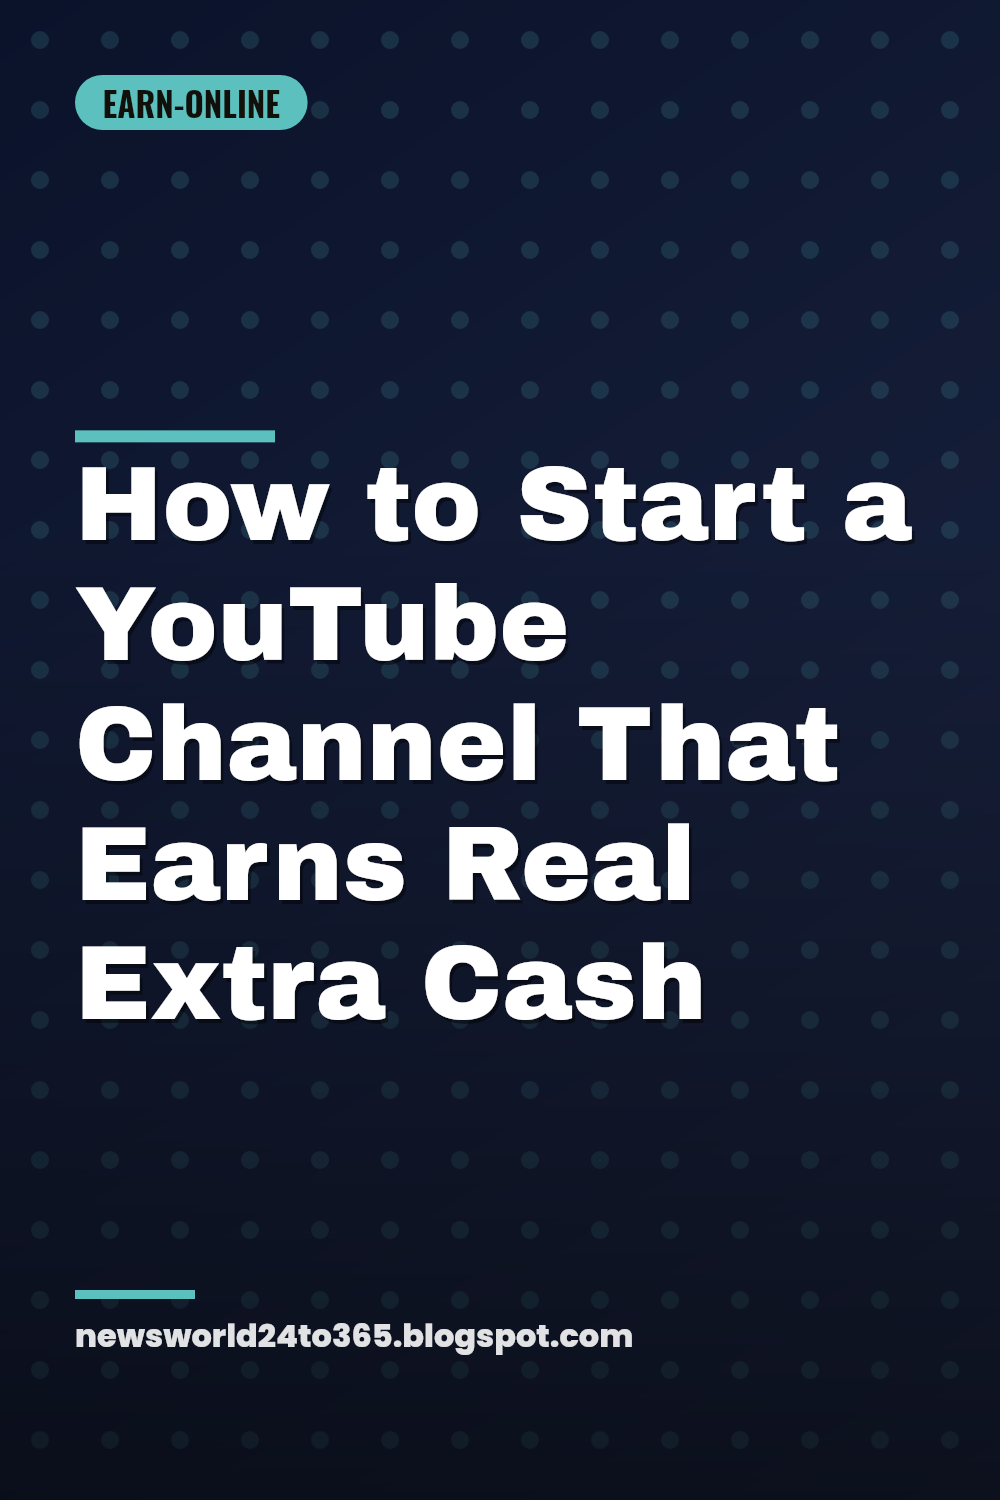 EARN-ONLINE
How to Start a
YouTube
Channel That
Earns Real
Extra Cash
newsworld24to365.blogspot.com